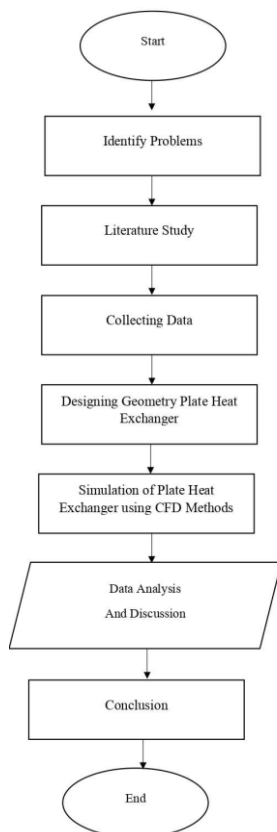 Start
Identify Problems
Literature Study
Collecting Data
Designing Geometry Plate Heat
Exchanger
Simulation of Plate Heat
Exchanger using CFD Methods
Data Analysis
And Discussion
Conclusion
End